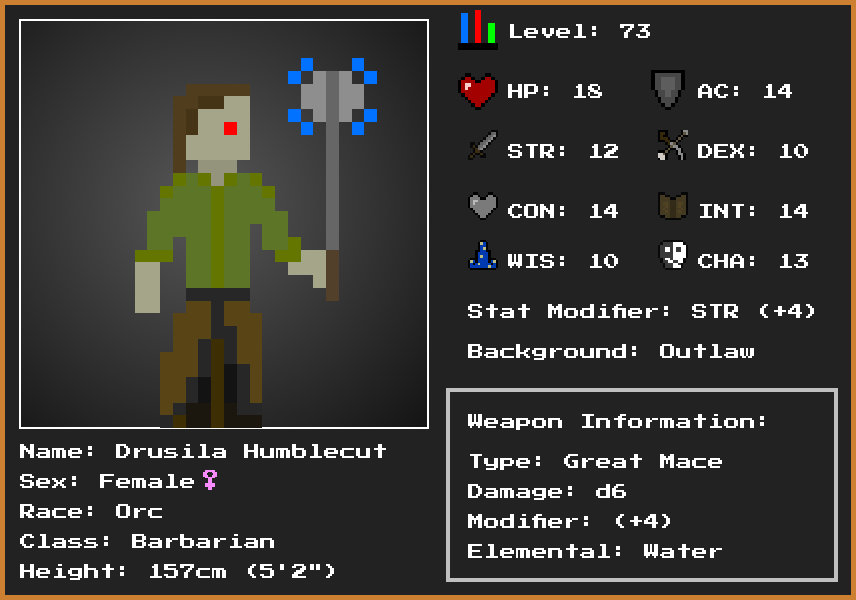 Level: 73
HP: 18
AC: 14
STR: 12
DEX: 10
CON: 14
INT: 14
WIS: 10
CHA: 13
Stat Modifier: STR (+4)
Background: Outlaw
Weapon Information:
Type: Great Mace
Damage: d6
Modifier: (+4)
Elemental: Water
Name: Drusila Humblecut
Sex: Female♀
Race: Orc
Class: Barbarian
Height: 157cm (5'2")